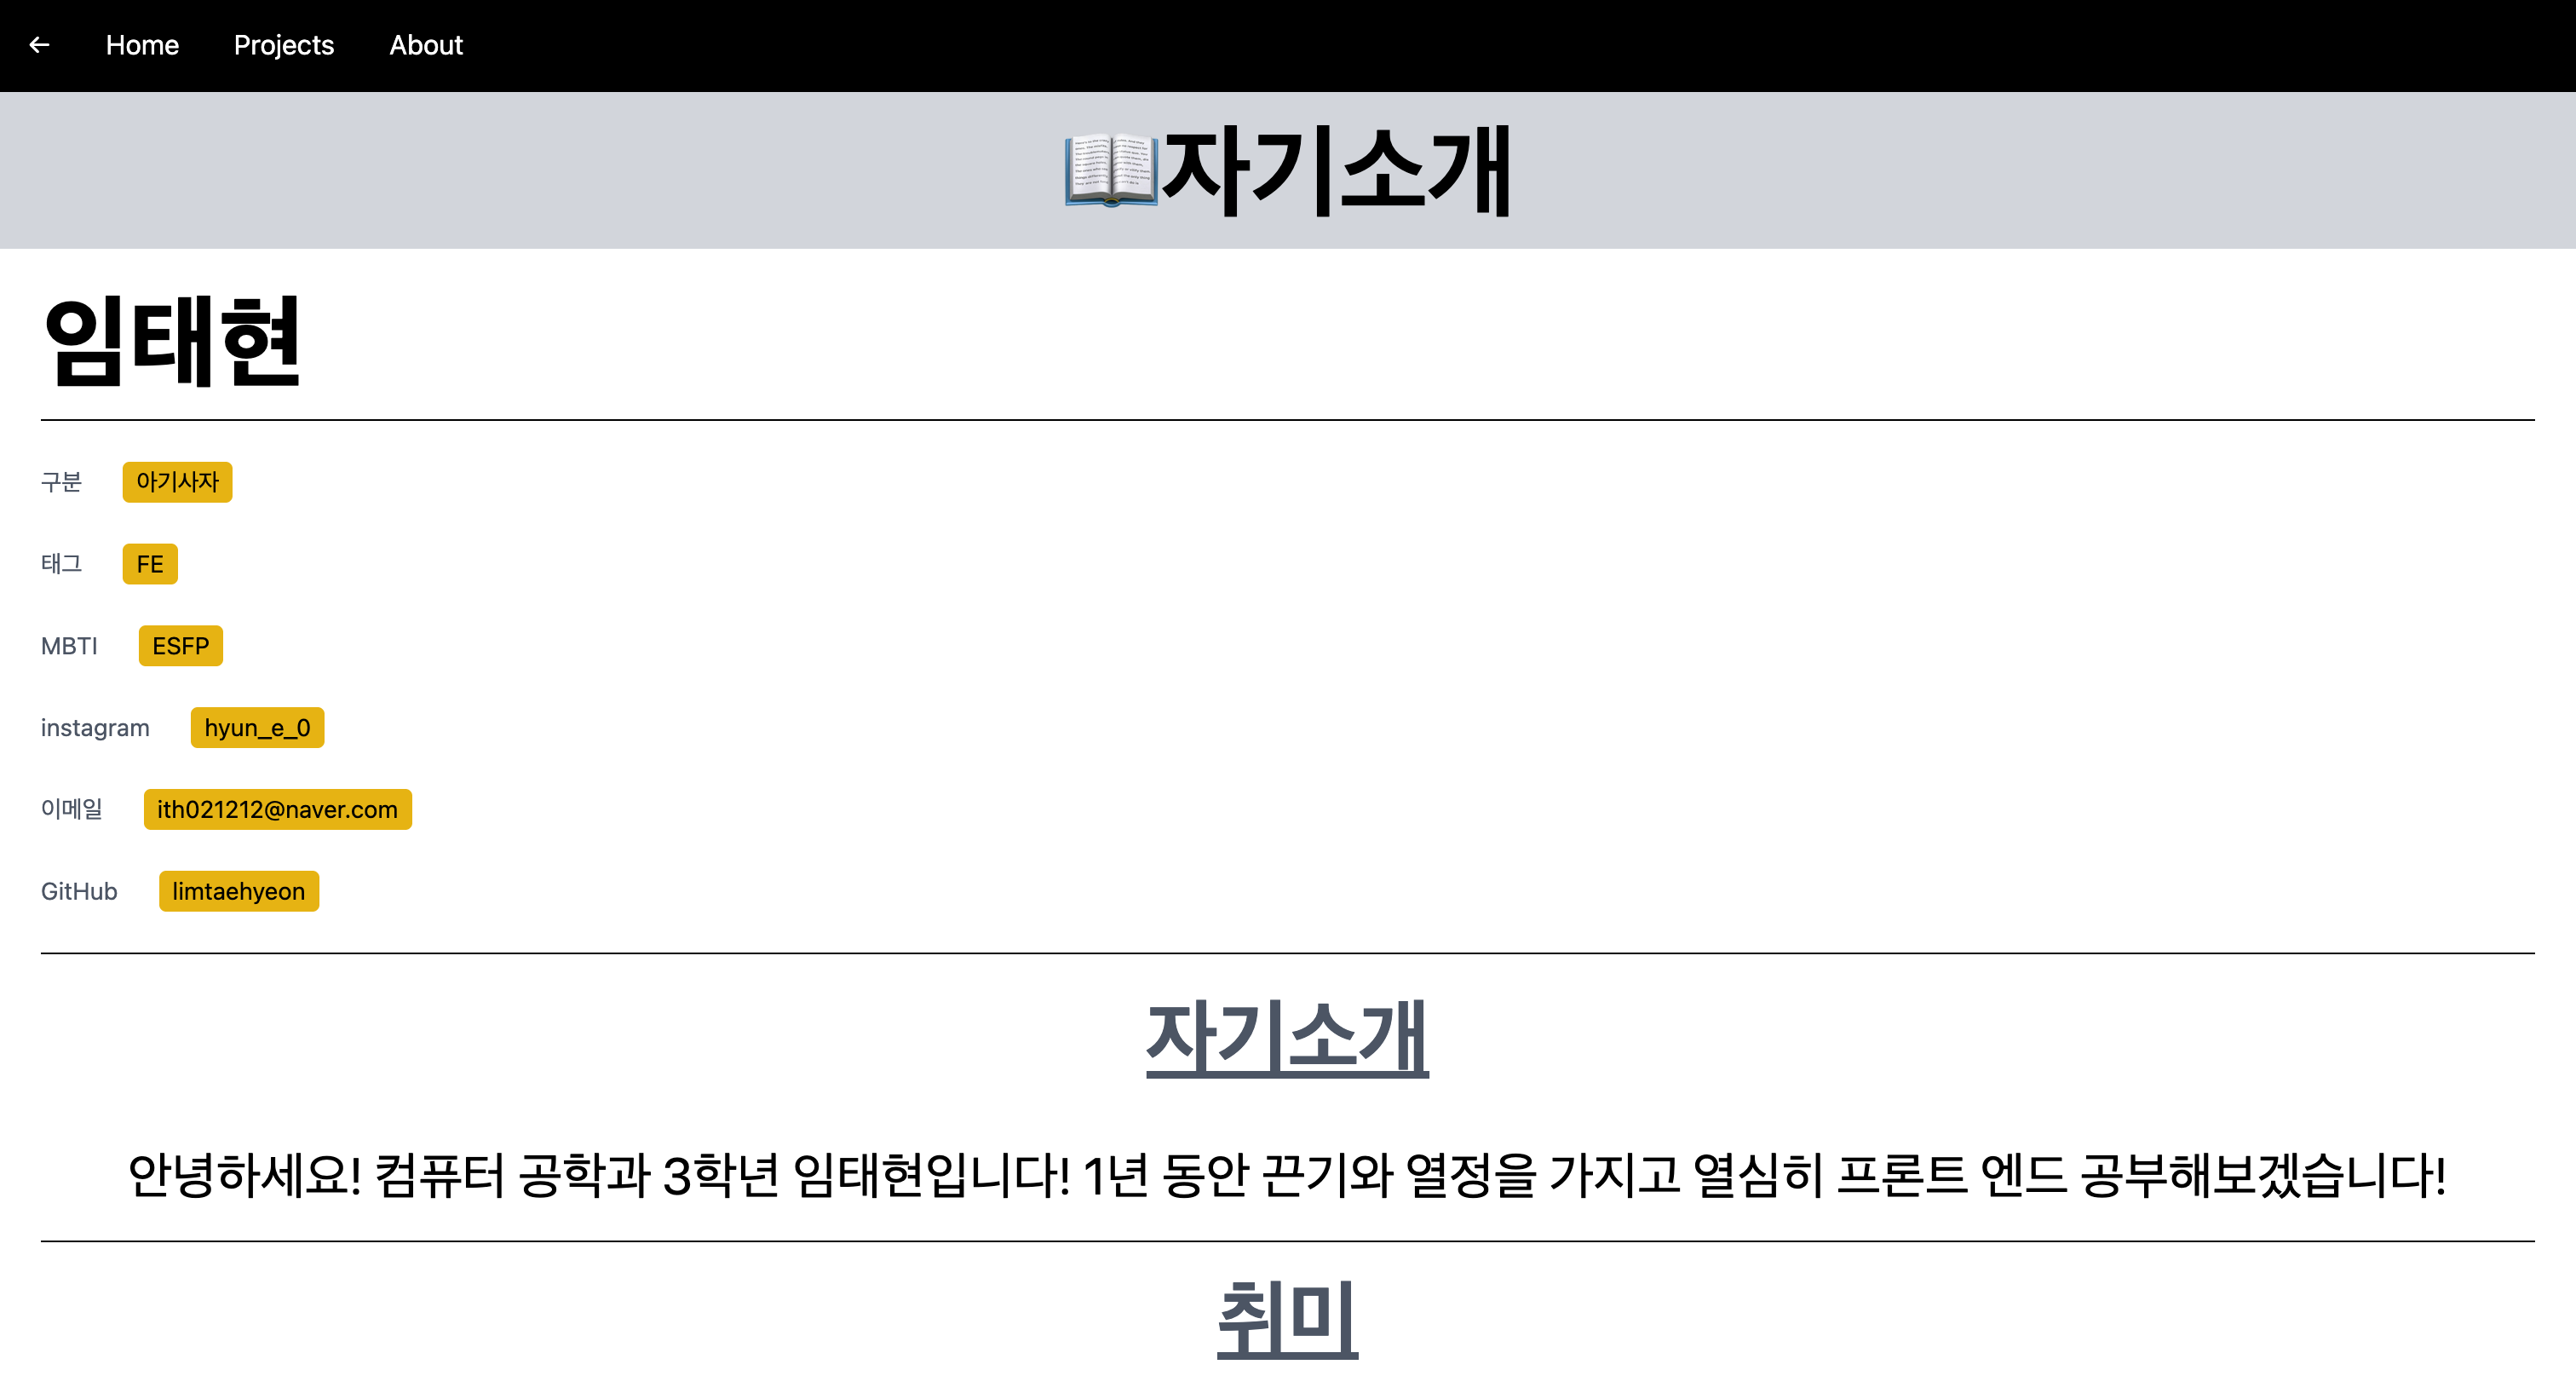 ← Home Projects About
📖자기소개
임태현
구분 아기사자
태그 FE
MBTI ESFP
instagram hyun_e_0
이메일 ith021212@naver.com
GitHub limtaehyeon
자기소개
안녕하세요! 컴퓨터 공학과 3학년 임태현입니다! 1년 동안 끈기와 열정을 가지고 열심히 프론트 엔드 공부해보겠습니다!
취미